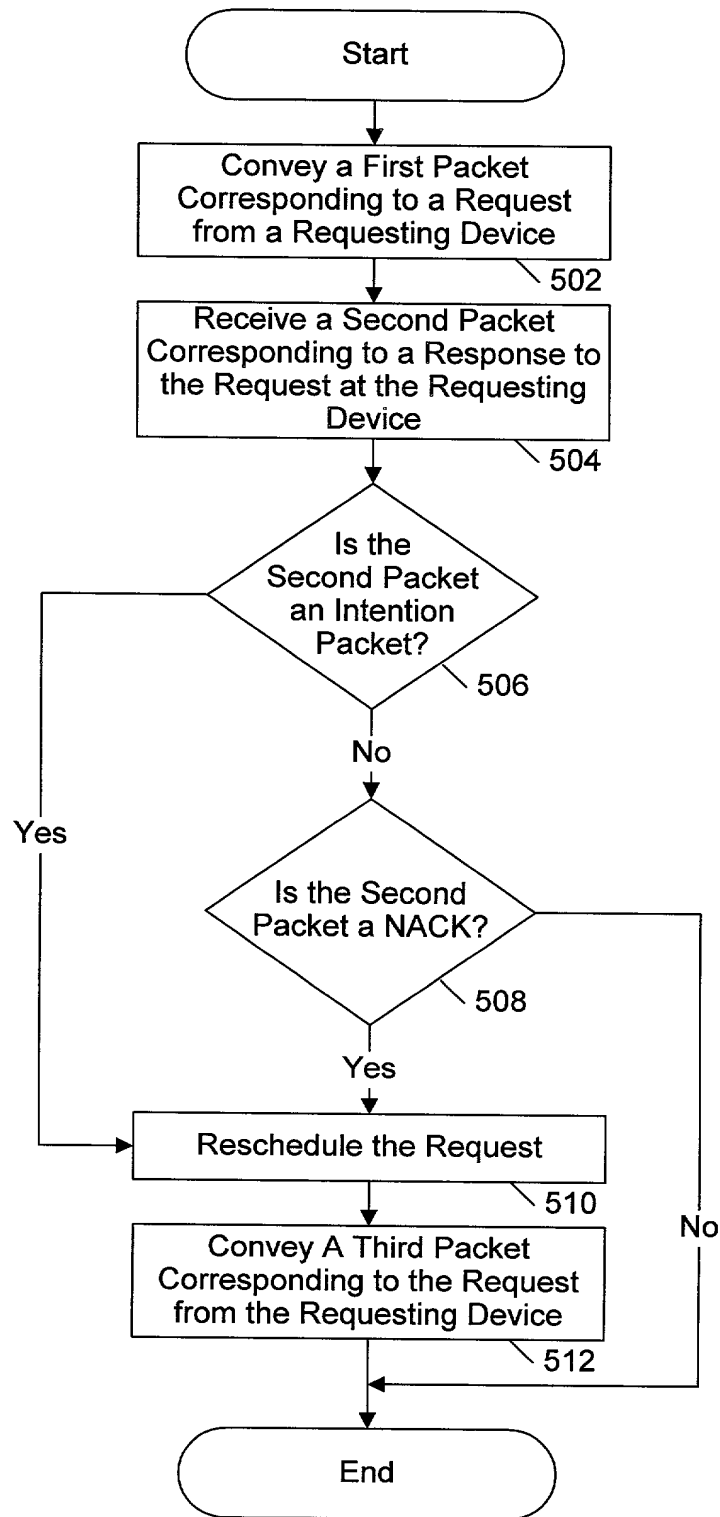 Start
Convey a First Packet
Corresponding to a Request
from a Requesting Device
502
Receive a Second Packet
Corresponding to a Response to
the Request at the Requesting
Device
504
Is the
Second Packet
an Intention
Packet?
506
No
Yes
Is the Second
Packet a NACK?
508
Yes
Reschedule the Request
510
No
Convey A Third Packet
Corresponding to the Request
from the Requesting Device
512
End